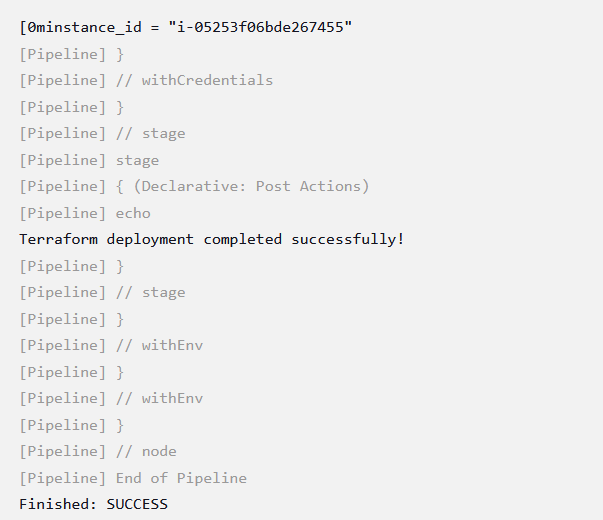 [0minstance_id = "i-05253f06bde267455"
[Pipeline] }
[Pipeline] // withCredentials
[Pipeline] }
[Pipeline] // stage
[Pipeline] stage
[Pipeline] { (Declarative: Post Actions)
[Pipeline] echo
Terraform deployment completed successfully!
[Pipeline] }
[Pipeline] // stage
[Pipeline] }
[Pipeline] // withEnv
[Pipeline] }
[Pipeline] // withEnv
[Pipeline] }
[Pipeline] // node
[Pipeline] End of Pipeline
Finished: SUCCESS